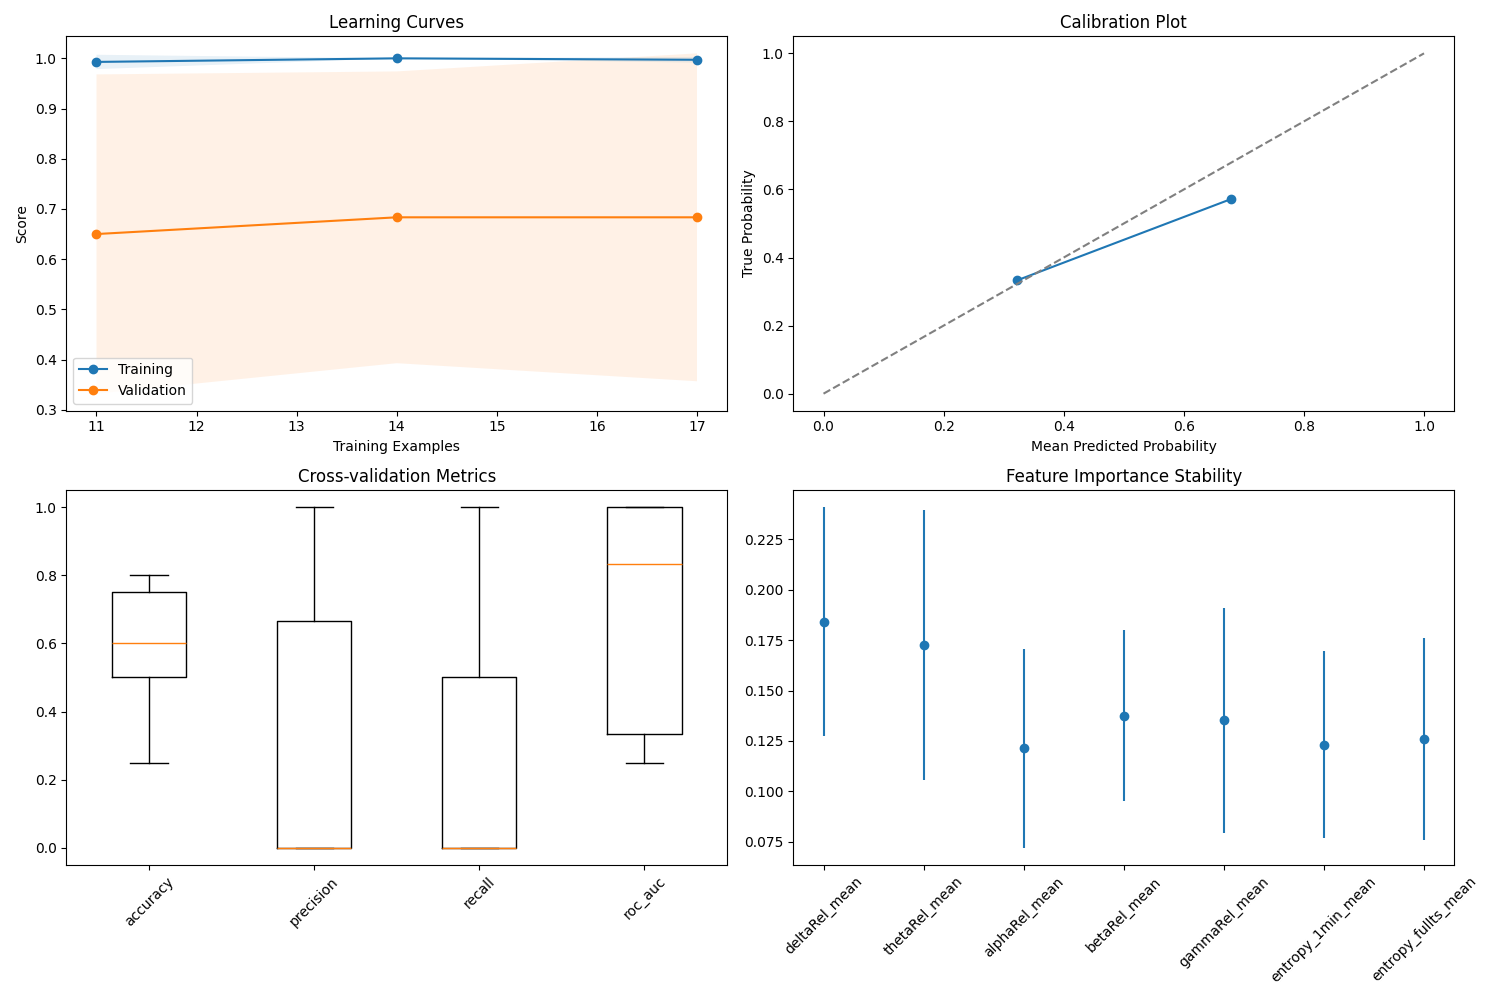 Learning Curves
1.0
0.9
0.8
0.7
0.6
0.5
0.4
0.3
Score
Training
Validation
11 12 13 14 15 16 17
Training Examples
Calibration Plot
1.0
0.8
0.6
0.4
0.2
0.0
True Probability
0.0 0.2 0.4 0.6 0.8 1.0
Mean Predicted Probability
Cross-validation Metrics
1.0
0.8
0.6
0.4
0.2
0.0
accuracy
precision
recall
roc_auc
Feature Importance Stability
0.225
0.200
0.175
0.150
0.125
0.100
0.075
deltaRel_mean
thetaRel_mean
alphaRel_mean
betaRel_mean
gammaRel_mean
entropy_1min_mean
entropy_fullts_mean